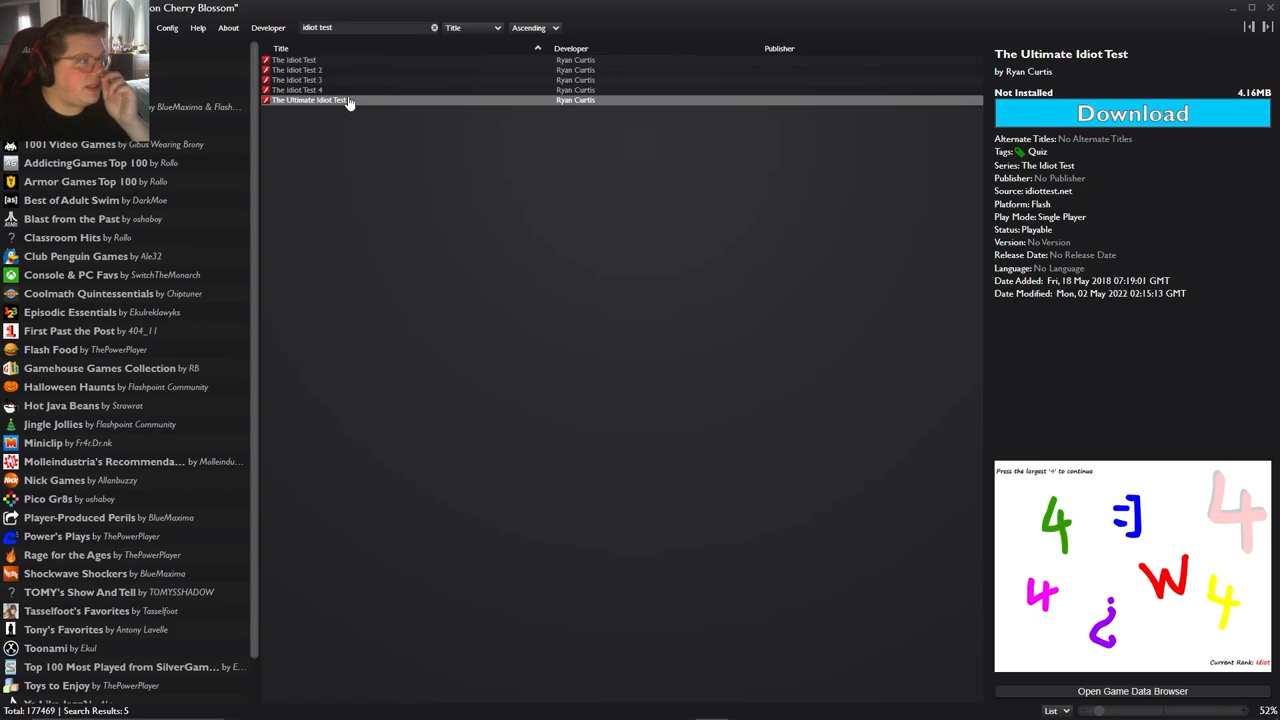 on Cherry Blossom"
Config Help About Developer idiot test Title Ascending
Title Developer Publisher
The Idiot Test Ryan Curtis
The Idiot Test 2 Ryan Curtis
The Idiot Test 3 Ryan Curtis
The Idiot Test 4 Ryan Curtis
The Ultimate Idiot Test Ryan Curtis
by BlueMaxima & Flash...
1001 Video Games by Gibus Wearing Brony
AddictingGames Top 100 by Rollo
Armor Games Top 100 by Rollo
Best of Adult Swim by DarkMoe
Blast from the Past by oshaboy
Classroom Hits by Rollo
Club Penguin Games by Ale32
Console & PC Favs by SwitchTheMonarch
Coolmath Quintessentials by Chiptuner
Episodic Essentials by Ekulreklawyks
First Past the Post by 404_11
Flash Food by ThePowerPlayer
Gamehouse Games Collection by RB
Halloween Haunts by Flashpoint Community
Hot Java Beans by Strawrat
Jingle Jollies by Flashpoint Community
Miniclip by Fr4r.Dr.nk
Molleindustria's Recommenda... by Molleindu...
Nick Games by Allanbuzzy
Pico Gr8s by oshaboy
Player-Produced Perils by BlueMaxima
Power's Plays by ThePowerPlayer
Rage for the Ages by ThePowerPlayer
Shockwave Shockers by BlueMaxima
TOMY's Show And Tell by TOMYSSHADOW
Tasselfoot's Favorites by Tasselfoot
Tony's Favorites by Antony Lavelle
Toonami by Ekul
Top 100 Most Played from SilverGam... by E...
Toys to Enjoy by ThePowerPlayer
Total: 177469 | Search Results: 5
The Ultimate Idiot Test
by Ryan Curtis
Not Installed 4.16MB
Download
Alternate Titles: No Alternate Titles
Tags: Quiz
Series: The Idiot Test
Publisher: No Publisher
Source: idiottest.net
Platform: Flash
Play Mode: Single Player
Status: Playable
Version: No Version
Release Date: No Release Date
Language: No Language
Date Added: Fri, 18 May 2018 07:19:01 GMT
Date Modified: Mon, 02 May 2022 02:15:13 GMT
Press the largest '4' to continue
4 =] 4
4 W 4
¿
Current Rank: Idiot
Open Game Data Browser
List 52%